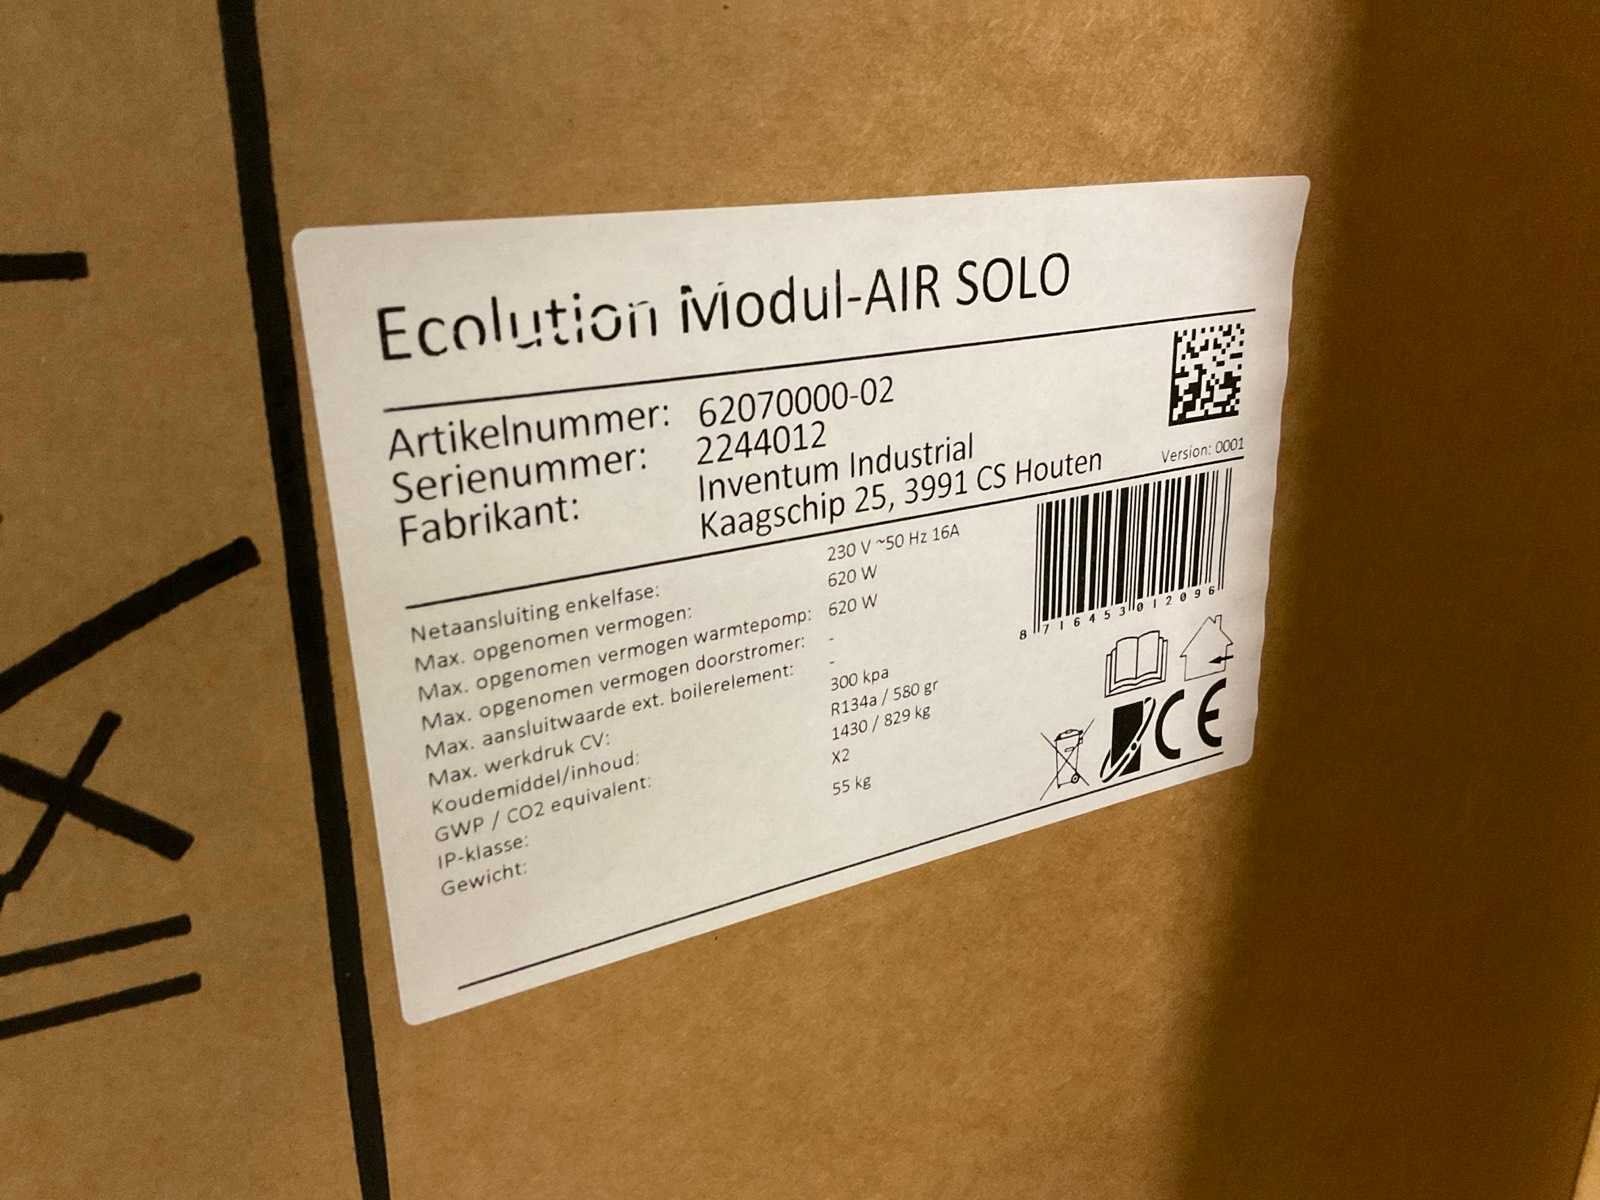 Ecolution Modul-AIR SOLO
Artikelnummer: 62070000-02
Serienummer: 2244012
Fabrikant: Inventum Industrial
Kaagschip 25, 3991 CS Houten
Version: 0001
Netaansluiting enkelfase: 230 V ~50 Hz 16A
Max. opgenomen vermogen: 620 W
Max. opgenomen vermogen warmtepomp: 620 W
Max. opgenomen vermogen doorstromer: -
Max. aansluitwaarde ext. boilerelement: -
Max. werkdruk CV: 300 kpa
Koudemiddel/inhoud: R134a / 580 gr
GWP / CO2 equivalent: 1430 / 829 kg
IP-klasse: X2
Gewicht: 55 kg
8 716453 012096
CE